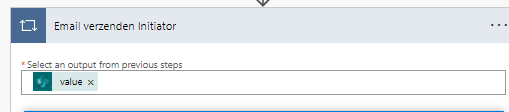 Email verzenden Initiator
* Select an output from previous steps
value ×